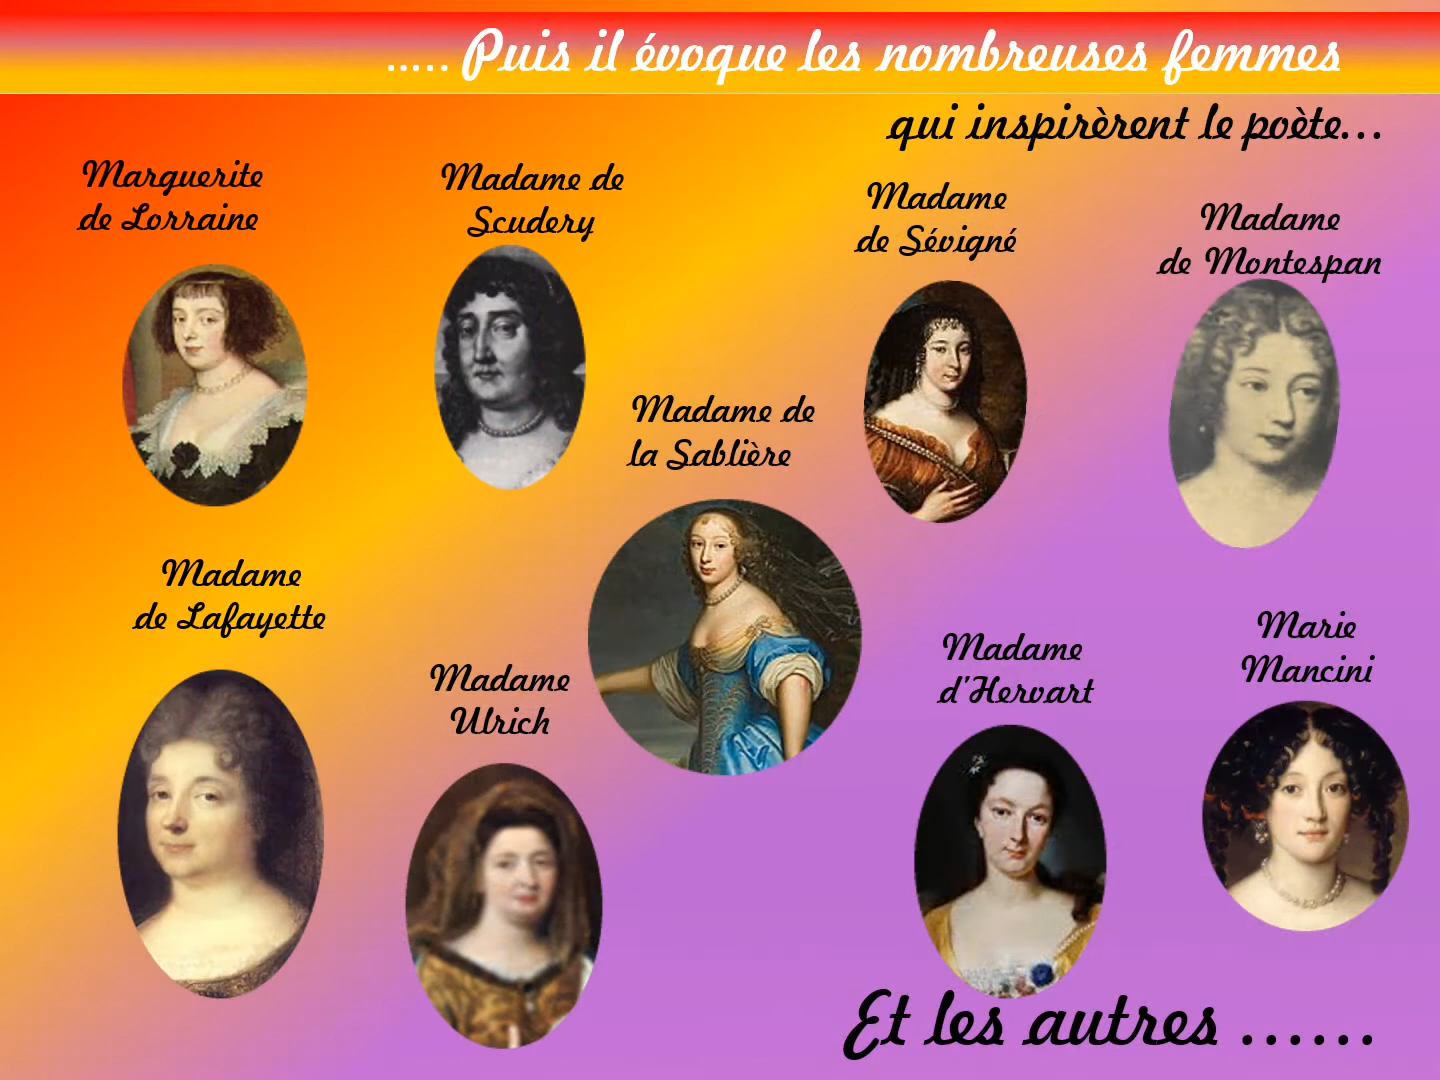 ..... Puis il évoque les nombreuses femmes
qui inspirèrent le poète...
Marguerite
de Lorraine
Madame de
Scudery
Madame
de Sévigné
Madame
de Montespan
Madame de
la Sablière
Madame
de Lafayette
Madame
Ulrich
Madame
d'Hervart
Marie
Mancini
Et les autres ......